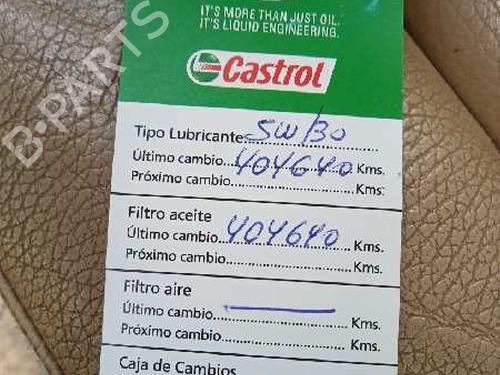 IT'S MORE THAN JUST OIL.
IT'S LIQUID ENGINEERING.
Castrol
Tipo Lubricante 5W/30
Último cambio 404640 Kms.
Próximo cambio Kms.
Filtro aceite
Último cambio 404640 Kms.
Próximo cambio Kms.
Filtro aire
Último cambio Kms.
Próximo cambio Kms.
Caja de Cambios
B-PARTS